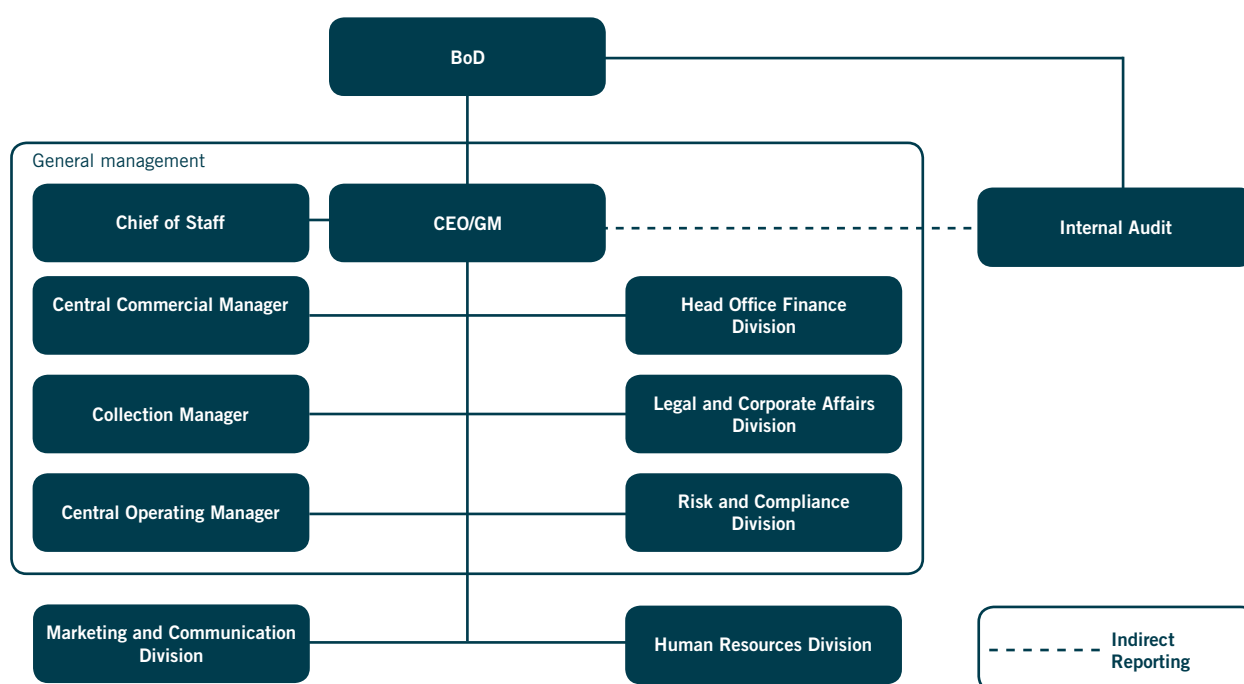 BoD
General management
Chief of Staff
CEO/GM
Internal Audit
Central Commercial Manager
Head Office Finance
Division
Collection Manager
Legal and Corporate Affairs
Division
Central Operating Manager
Risk and Compliance
Division
Marketing and Communication
Division
Human Resources Division
Indirect
Reporting